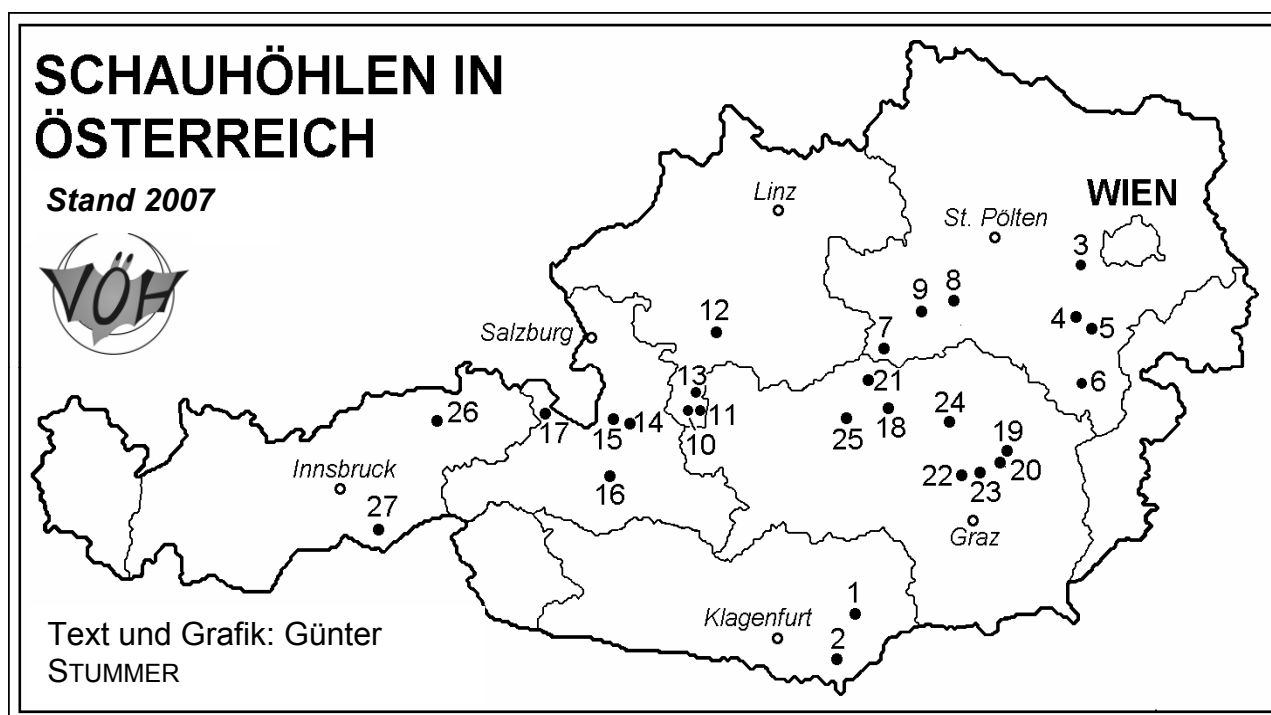 SCHAUHÖHLEN IN
ÖSTERREICH
Stand 2007
VÖH
Linz
St. Pölten
WIEN
3
8
9
4
5
12
7
Salzburg
6
13
21
26
17
15
14
11
10
25
18
24
19
Innsbruck
16
22
23
20
27
Graz
1
Klagenfurt
2
Text und Grafik: Günter
STUMMER